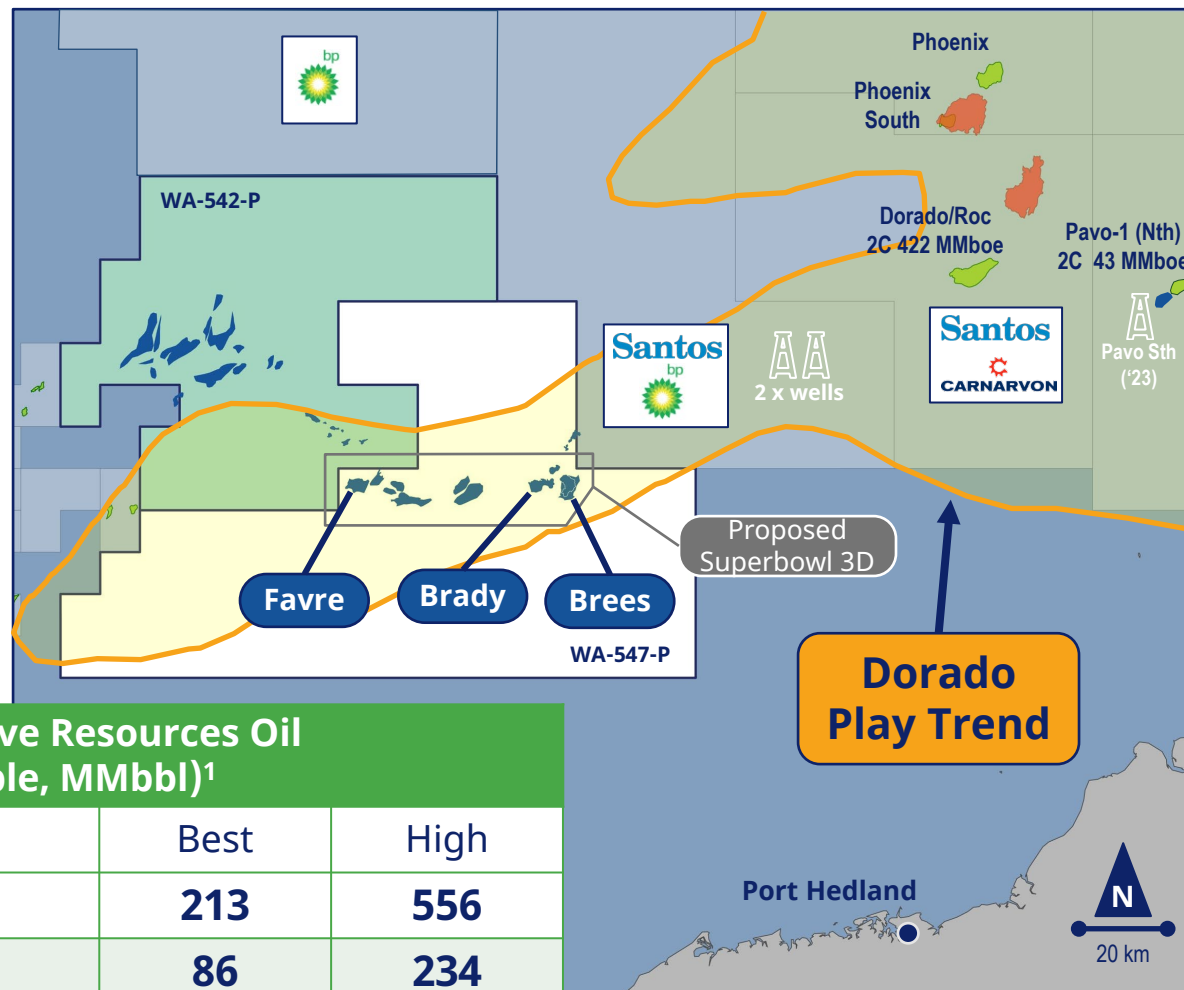 bp
Phoenix
Phoenix
South
WA-542-P
Dorado/Roc
2C 422 MMboe
Pavo-1 (Nth)
2C 43 MMboe
Santos
bp
2 x wells
Santos
CARNARVON
Pavo Sth
('23)
Proposed
Superbowl 3D
Favre
Brady
Brees
WA-547-P
Dorado
Play Trend
ve Resources Oil
ble, MMbbl)¹
Best
High
213
556
86
234
Port Hedland
N
20 km